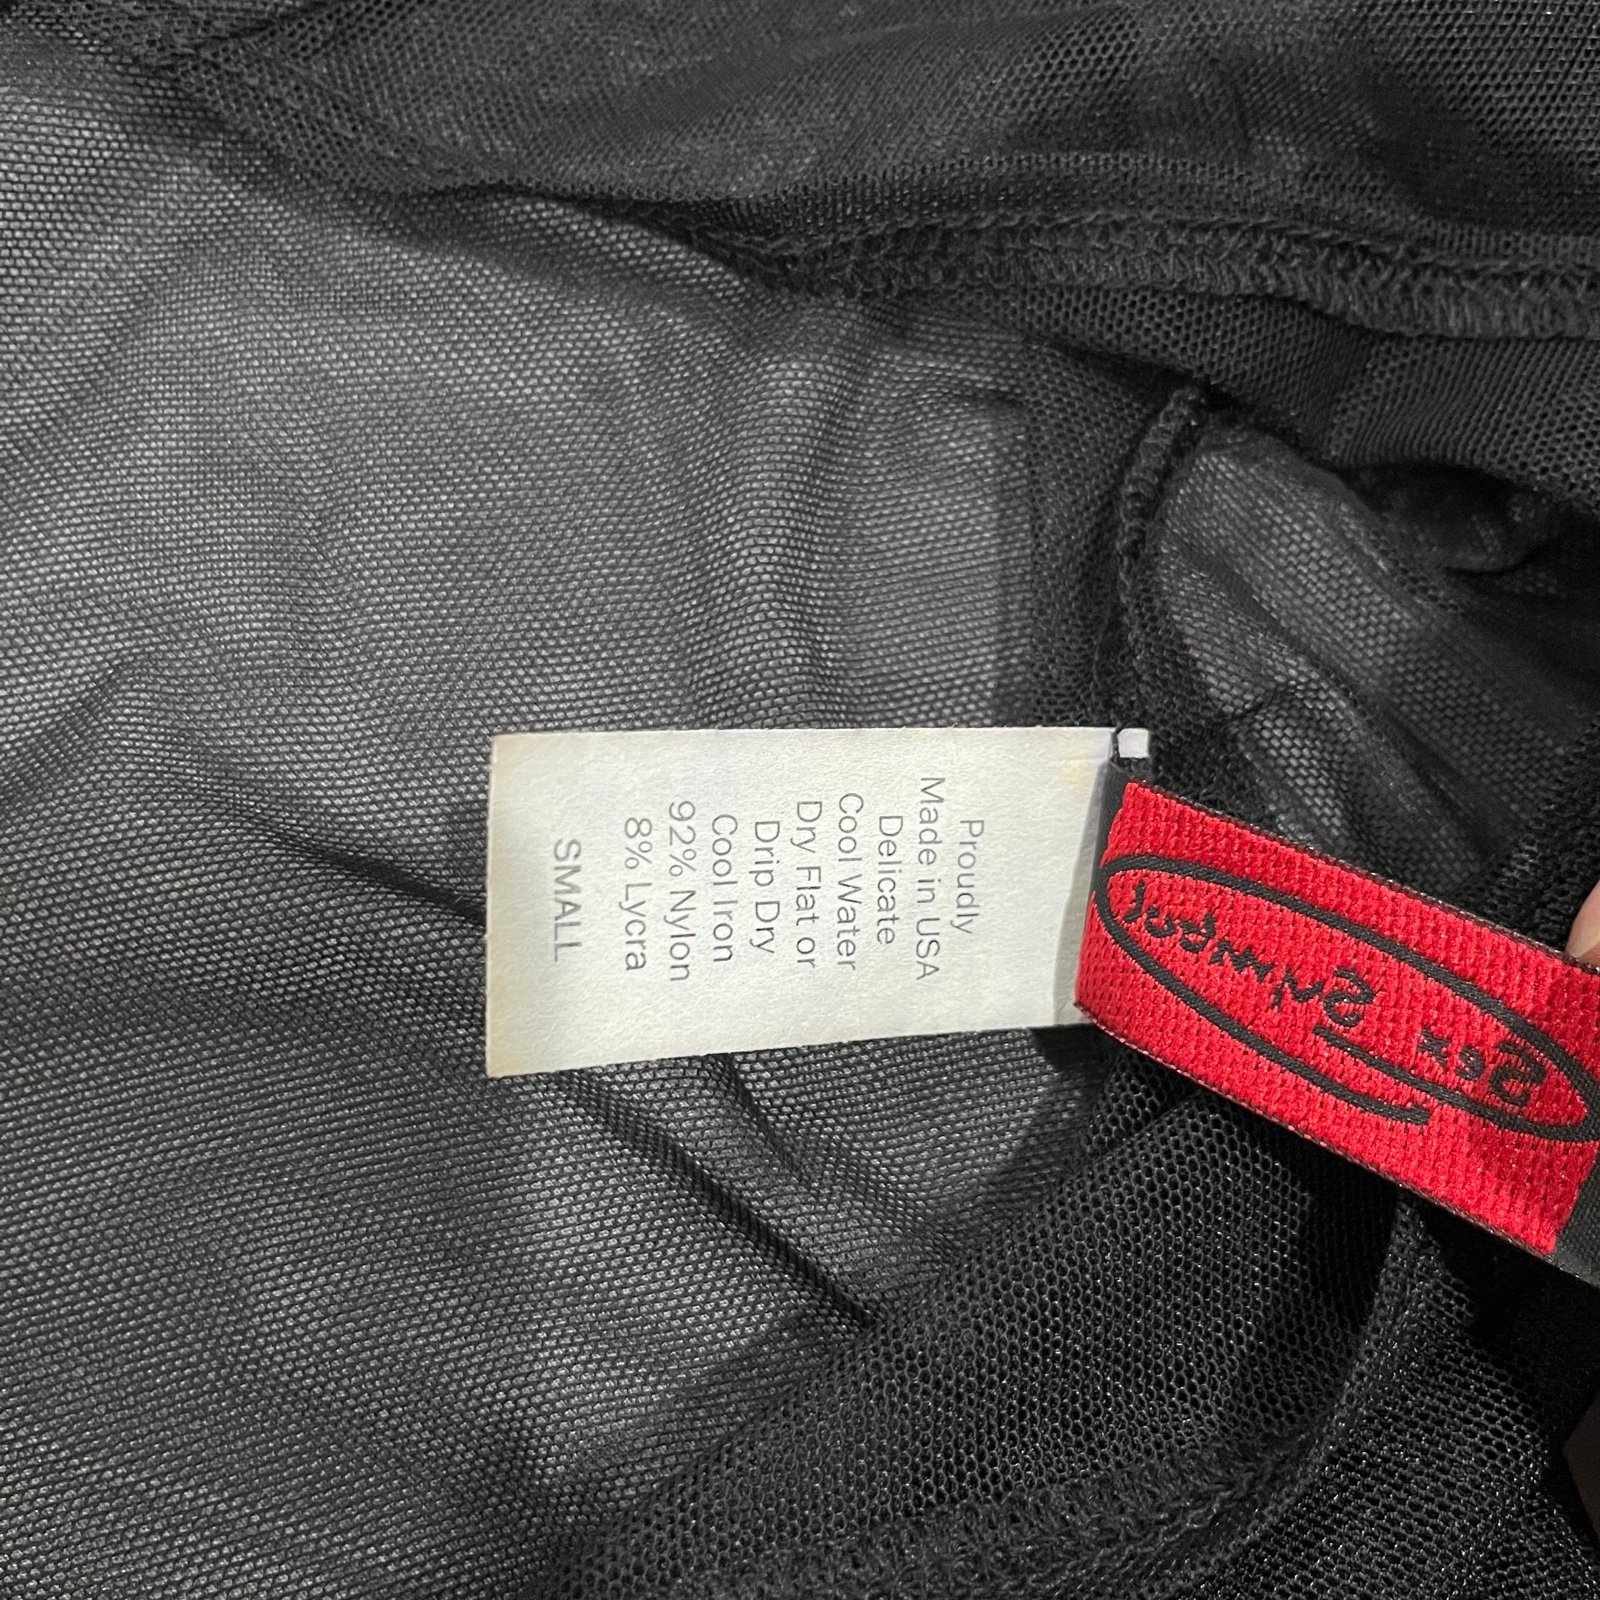 Proudly
Made in USA
Delicate
Cool Water
Dry Flat or
Drip Dry
Cool Iron
92% Nylon
8% Lycra
SMALL